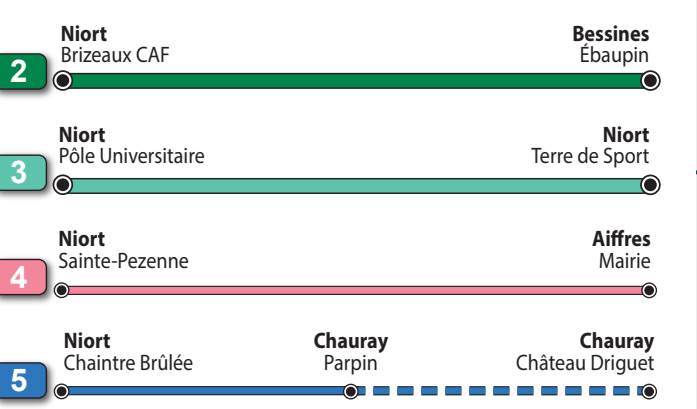 Niort Bessines
Brizeaux CAF Ébaupin
2
Niort Niort
Pôle Universitaire Terre de Sport
3
Niort Aiffres
Sainte-Pezenne Mairie
4
Niort Chauray Chauray
Chaintre Brûlée Parpin Château Driguet
5